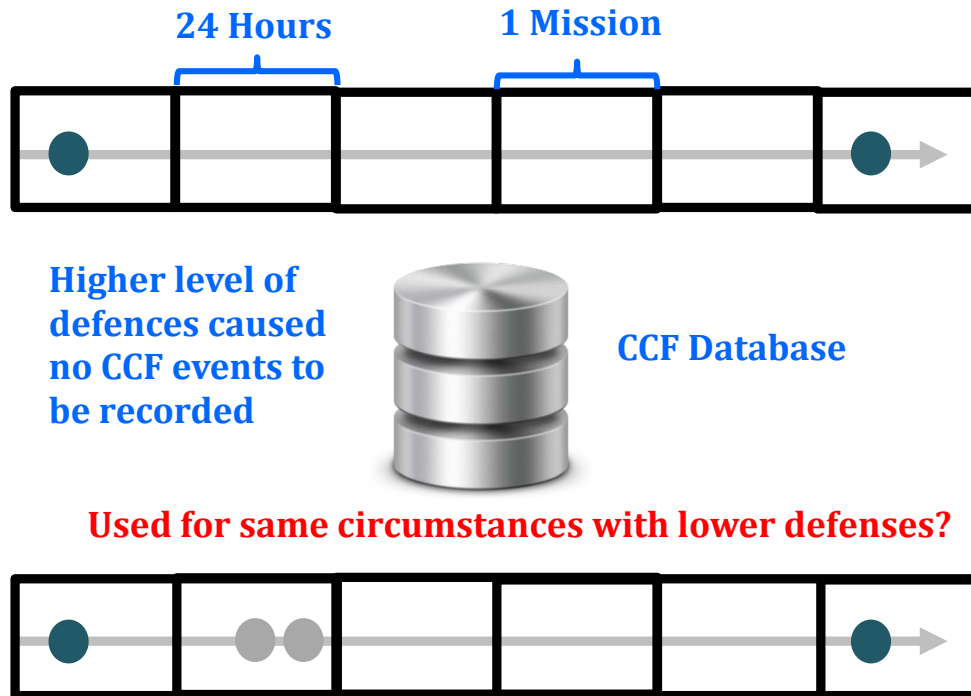 24 Hours
1 Mission
Higher level of
defences caused
no CCF events to
be recorded
CCF Database
Used for same circumstances with lower defenses?